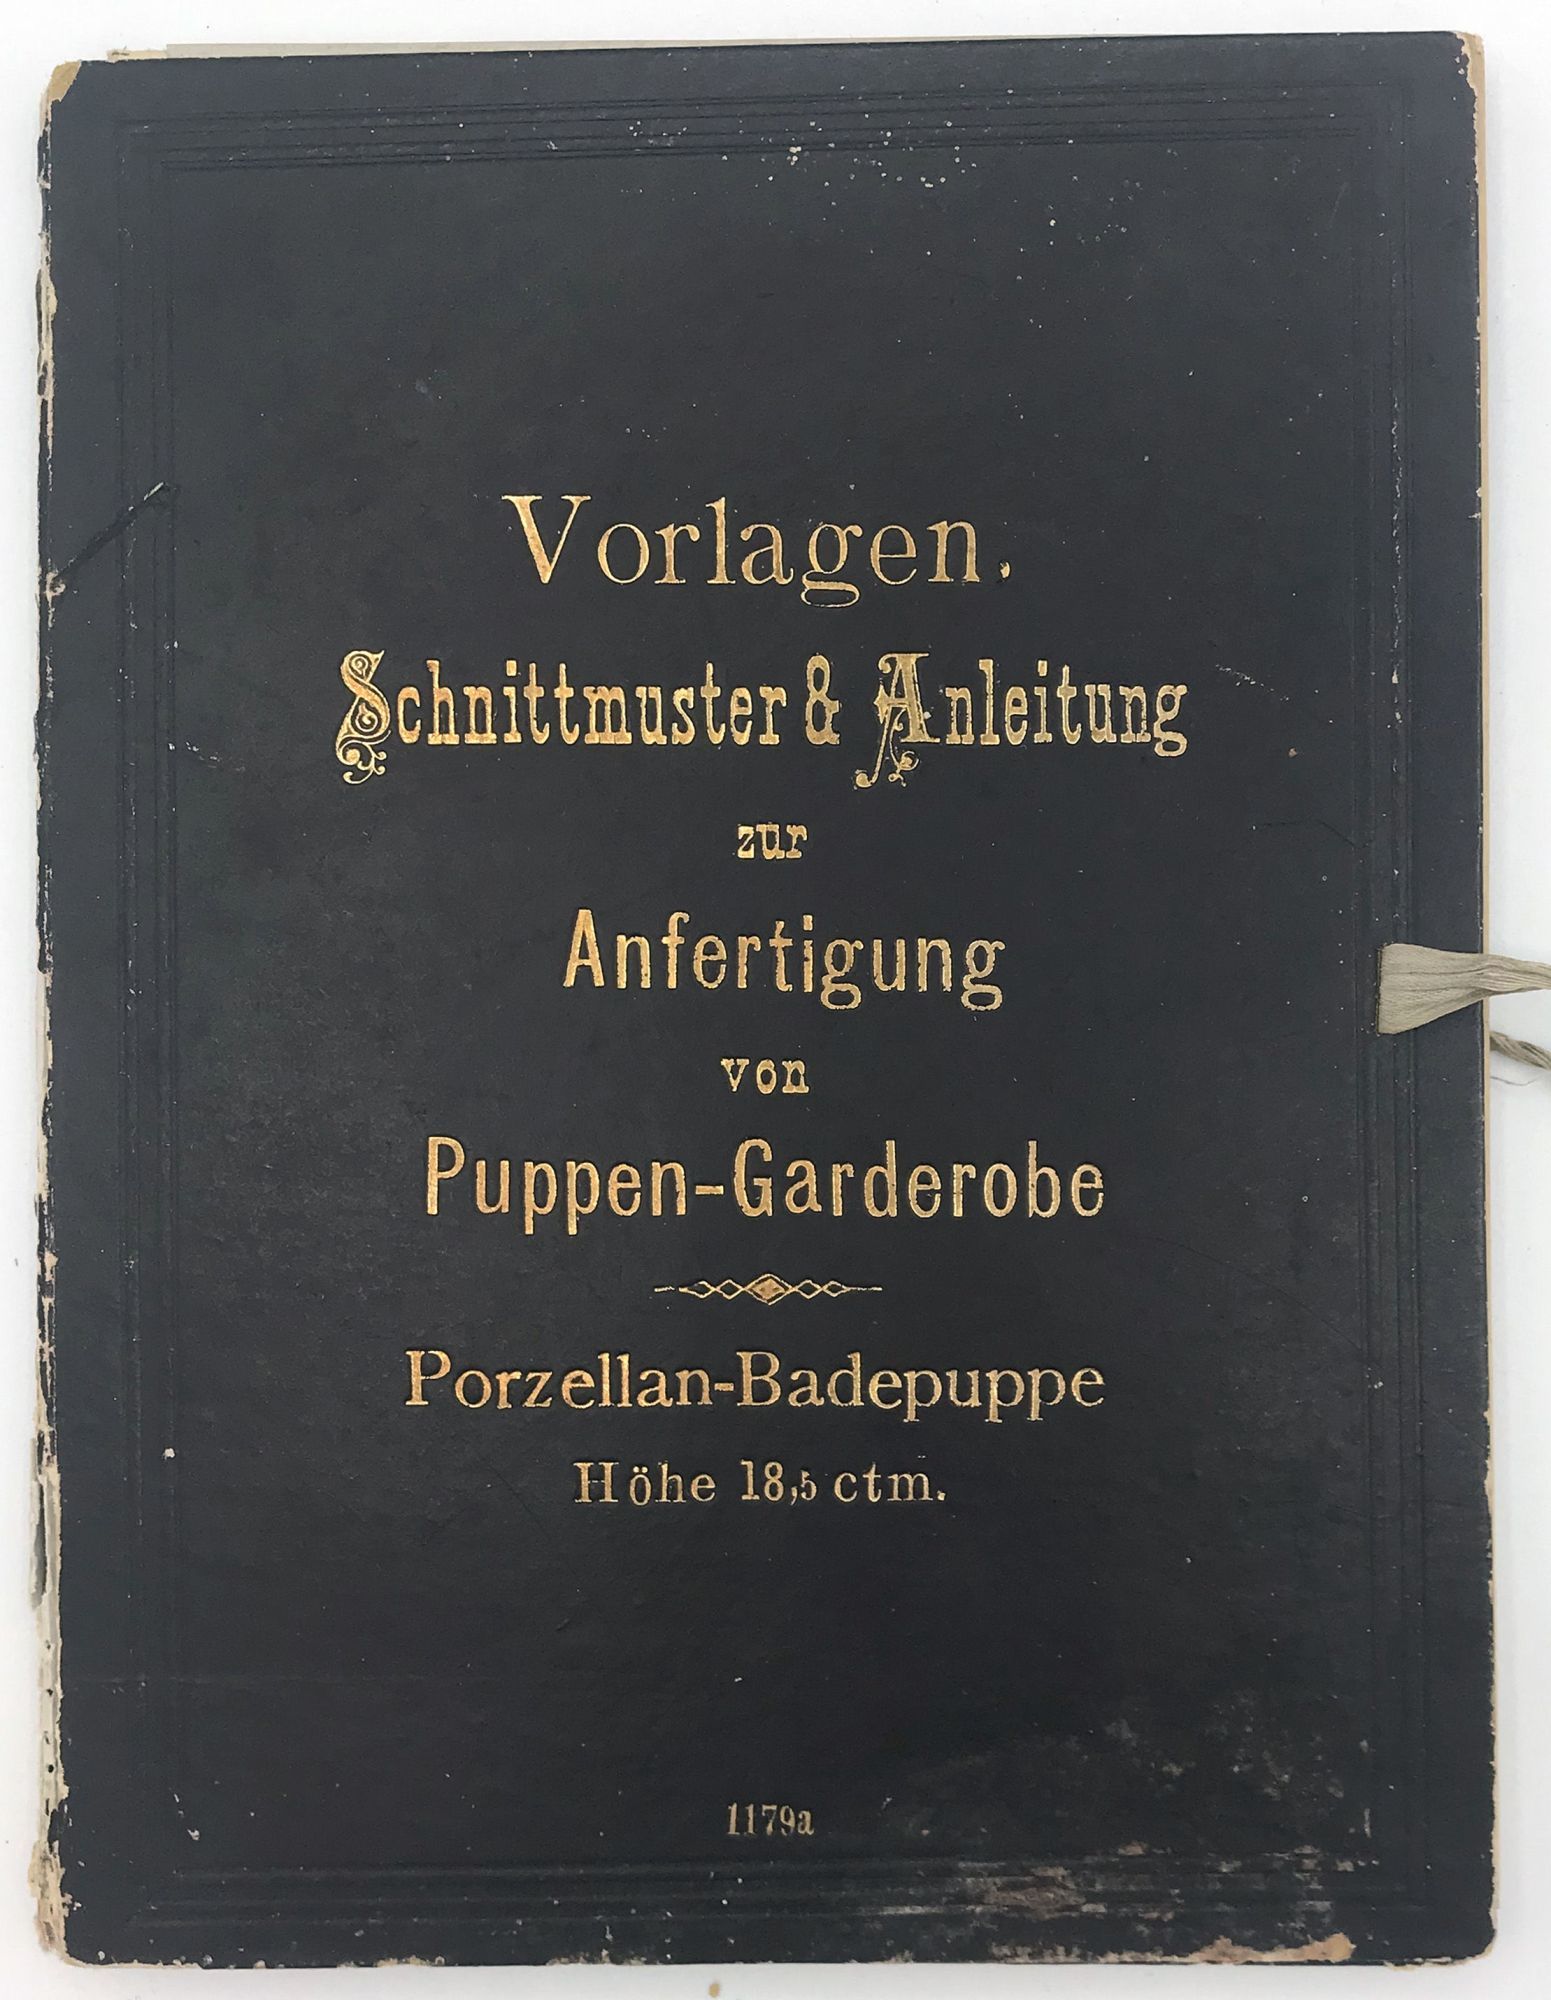 Vorlagen,
Schnittmuster & Anleitung
zur
Anfertigung
von
Puppen-Garderobe
Porzellan-Badepuppe
Höhe 18,5 ctm.
1179a